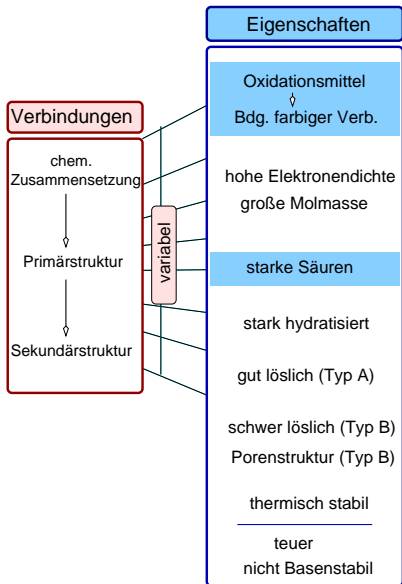 Eigenschaften
Oxidationsmittel
Bdg. farbiger Verb.
Verbindungen
chem.
Zusammensetzung
Primärstruktur
Sekundärstruktur
variabel
hohe Elektronendichte
große Molmasse
starke Säuren
stark hydratisiert
gut löslich (Typ A)
schwer löslich (Typ B)
Porenstruktur (Typ B)
thermisch stabil
teuer
nicht Basenstabil